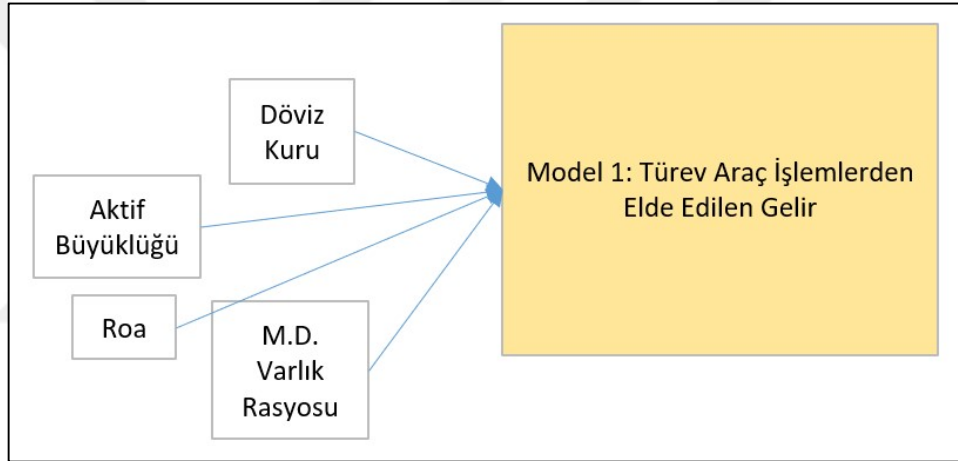 Döviz
Kuru
Aktif
Büyüklüğü
Roa
M.D.
Varlık
Rasyosu
Model 1: Türev Araç İşlemlerden
Elde Edilen Gelir